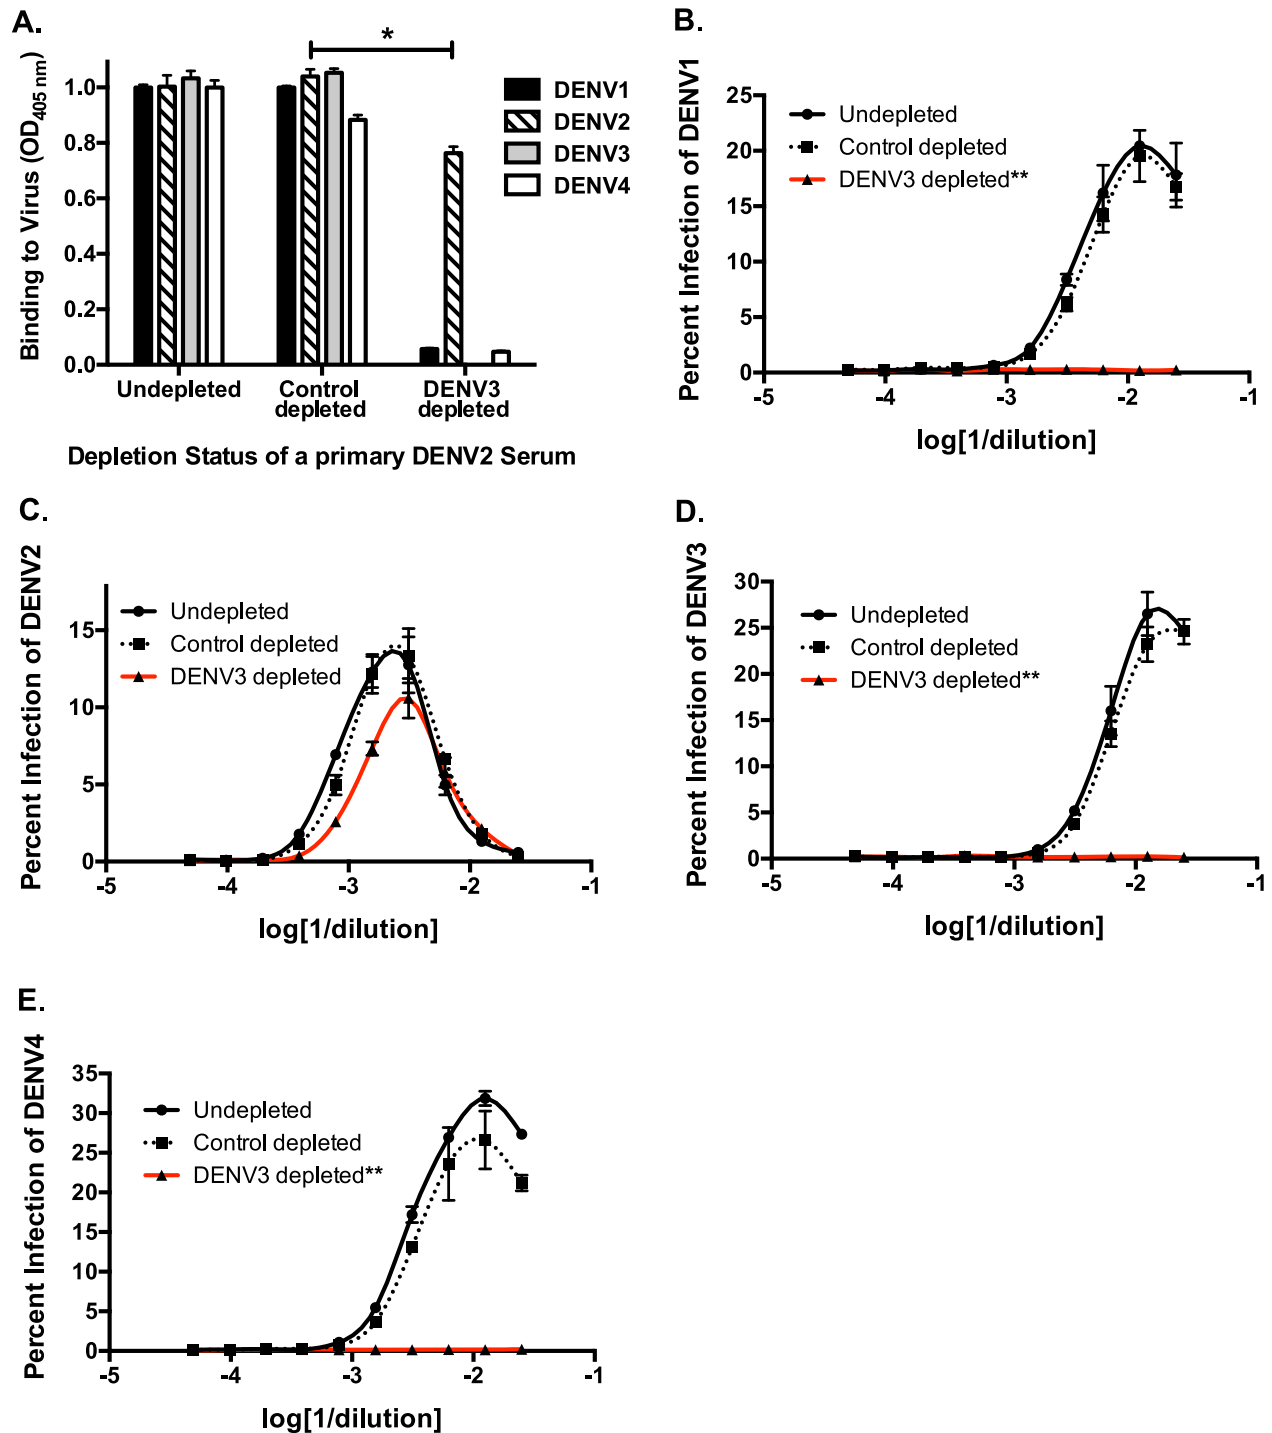 A.
*
Binding to Virus (OD405 nm)
1.0
0.8
0.6
0.4
0.2
0.0
DENV1
DENV2
DENV3
DENV4
Undepleted
Control depleted
DENV3 depleted
Depletion Status of a primary DENV2 Serum
B.
Percent Infection of DENV1
25
20
15
10
5
0
Undepleted
Control depleted
DENV3 depleted**
-5 -4 -3 -2 -1
log[1/dilution]
C.
Percent Infection of DENV2
15
10
5
0
Undepleted
Control depleted
DENV3 depleted
-5 -4 -3 -2 -1
log[1/dilution]
D.
Percent Infection of DENV3
30
25
20
15
10
5
0
Undepleted
Control depleted
DENV3 depleted**
-5 -4 -3 -2 -1
log[1/dilution]
E.
Percent Infection of DENV4
35
30
25
20
15
10
5
0
Undepleted
Control depleted
DENV3 depleted**
-5 -4 -3 -2 -1
log[1/dilution]